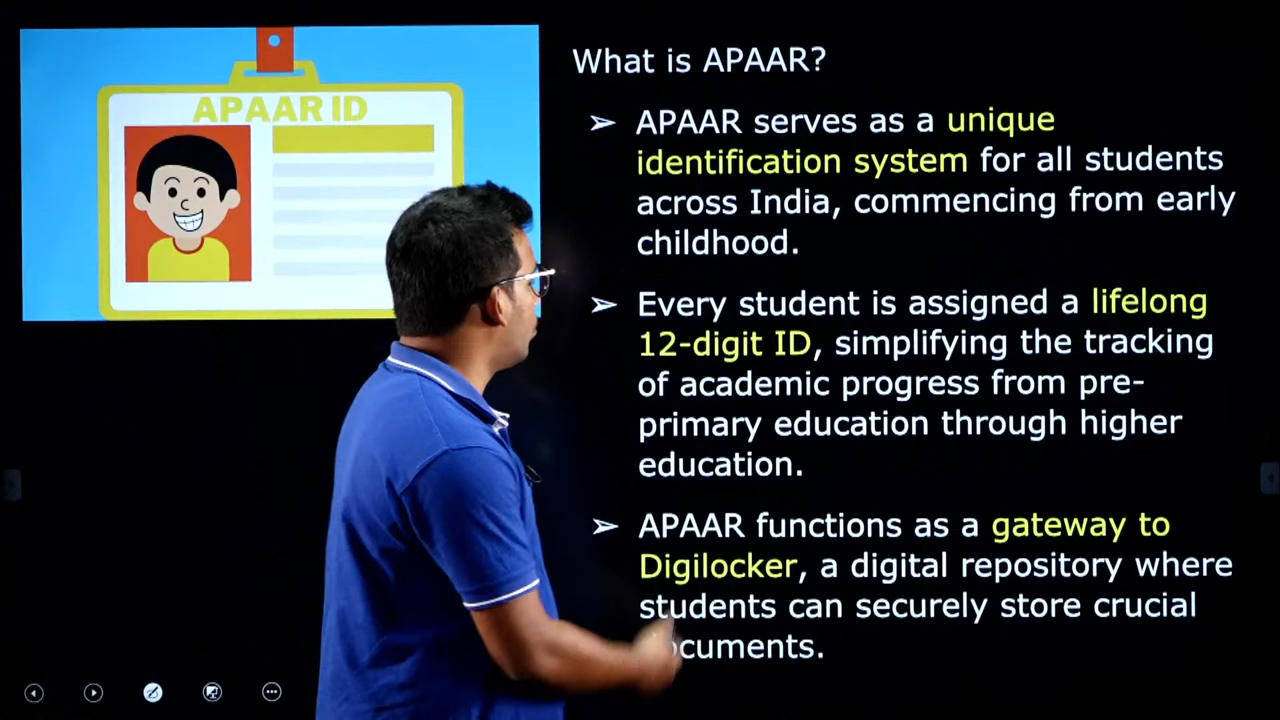 APAAR ID
What is APAAR?
➢ APAAR serves as a unique
identification system for all students
across India, commencing from early
childhood.
➢ Every student is assigned a lifelong
12-digit ID, simplifying the tracking
of academic progress from pre-
primary education through higher
education.
➢ APAAR functions as a gateway to
Digilocker, a digital repository where
students can securely store crucial
documents.